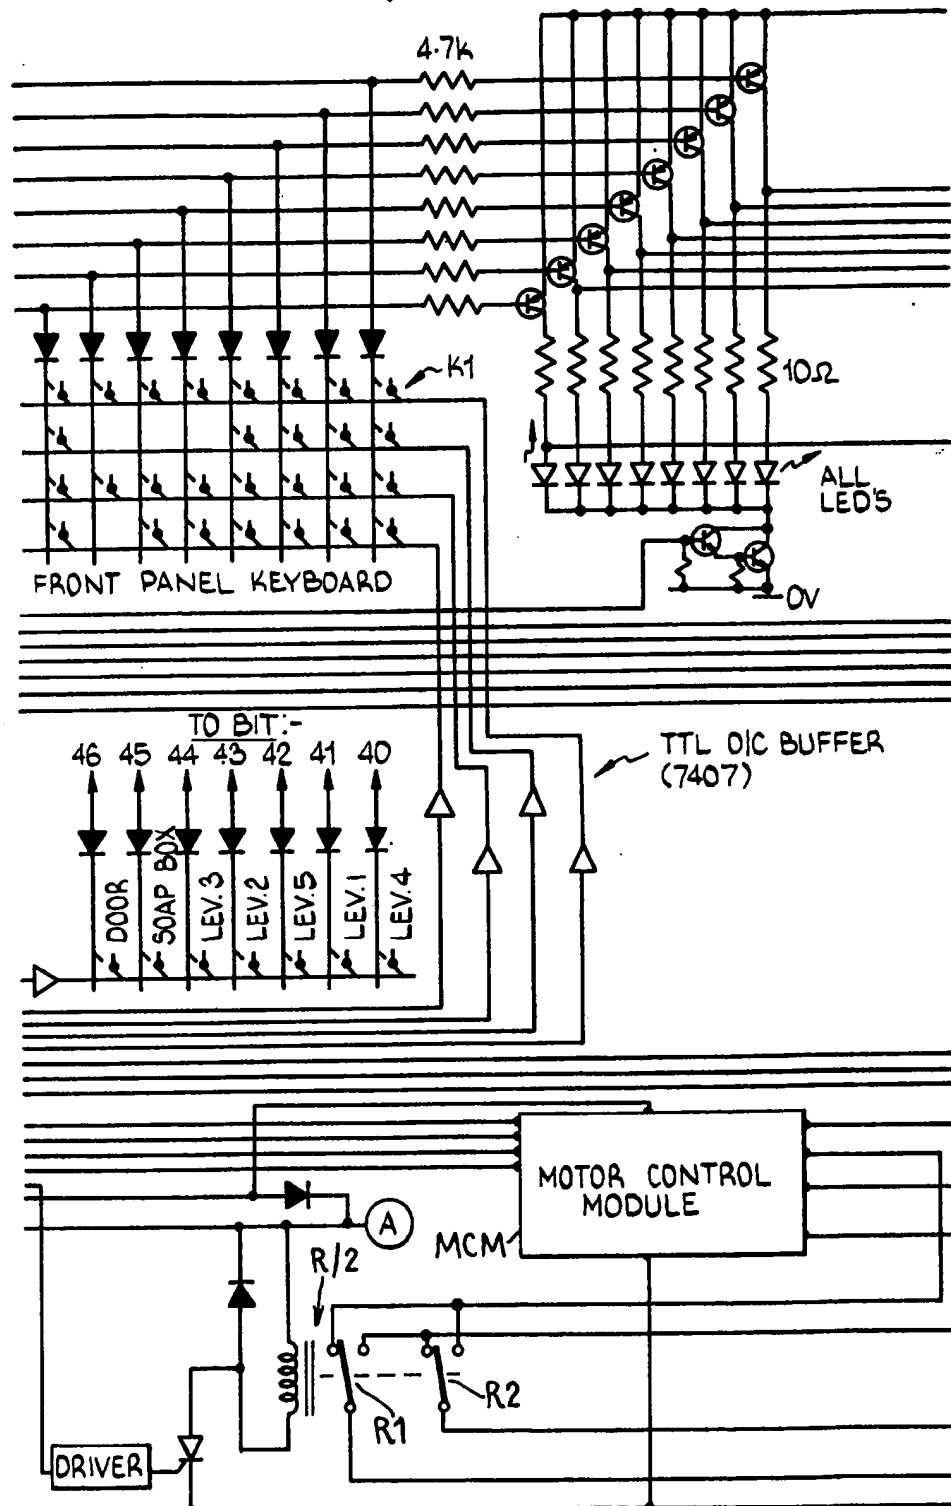 4.7k
K1
10Ω
ALL
LED'S
FRONT PANEL KEYBOARD
0V
TO BIT:-
46 45 44 43 42 41 40
TTL O/C BUFFER
(7407)
DOOR
SOAP BOX
LEV.3
LEV.2
LEV.5
LEV.1
LEV.4
MOTOR CONTROL
MODULE
A
MCM
R/2
R1
R2
DRIVER